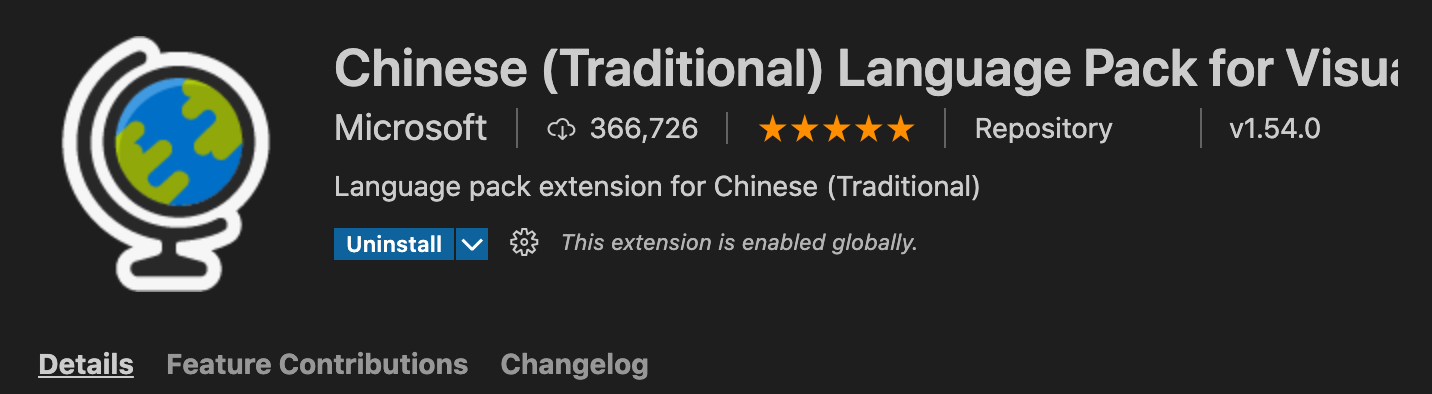 Chinese (Traditional) Language Pack for Visua
Microsoft 366,726 Repository v1.54.0
Language pack extension for Chinese (Traditional)
Uninstall This extension is enabled globally.
Details Feature Contributions Changelog